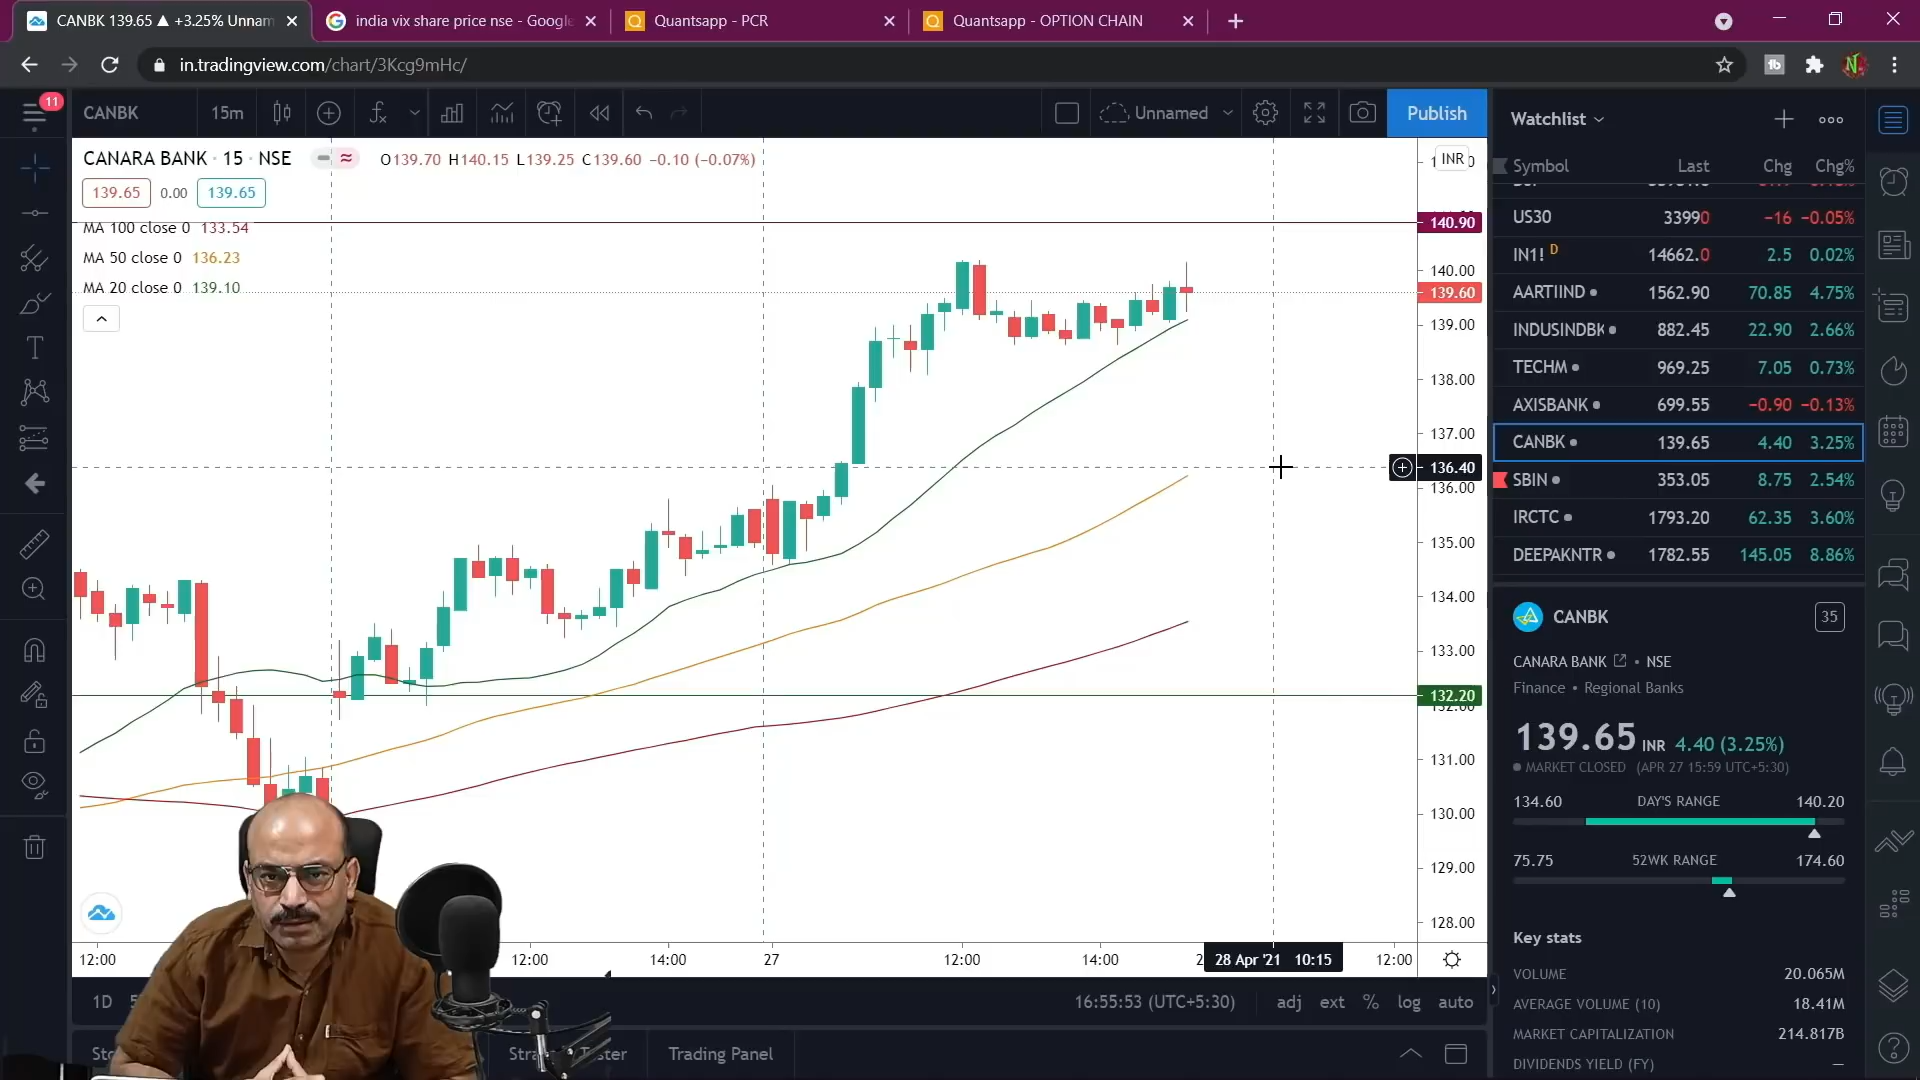 CANBK 139.65 ▲ +3.25% Unnam
india vix share price nse - Google
Quantsapp - PCR
Quantsapp - OPTION CHAIN
in.tradingview.com/chart/3Kcg9mHc/
11
CANBK
15m
Unnamed
Publish
CANARA BANK · 15 · NSE
O139.70 H140.15 L139.25 C139.60 −0.10 (−0.07%)
139.65 0.00 139.65
MA 100 close 0 133.54
MA 50 close 0 136.23
MA 20 close 0 139.10
INR
140.90
140.00
139.60
139.00
138.00
137.00
136.40
136.00
135.00
134.00
133.00
132.20
132.00
131.00
130.00
129.00
128.00
12:00
12:00
14:00
27
12:00
14:00
2
28 Apr '21 10:15
12:00
1D
16:55:53 (UTC+5:30)
adj ext % log auto
Trading Panel
Watchlist
Symbol Last Chg Chg%
US30 33990 −16 −0.05%
IN1! D 14662.0 2.5 0.02%
AARTIIND 1562.90 70.85 4.75%
INDUSINDBK 882.45 22.90 2.66%
TECHM 969.25 7.05 0.73%
AXISBANK 699.55 −0.90 −0.13%
CANBK 139.65 4.40 3.25%
SBIN 353.05 8.75 2.54%
IRCTC 1793.20 62.35 3.60%
DEEPAKNTR 1782.55 145.05 8.86%
CANBK
35
CANARA BANK • NSE
Finance • Regional Banks
139.65 INR 4.40 (3.25%)
MARKET CLOSED (APR 27 15:59 UTC+5:30)
134.60 DAY'S RANGE 140.20
75.75 52WK RANGE 174.60
Key stats
VOLUME 20.065M
AVERAGE VOLUME (10) 18.41M
MARKET CAPITALIZATION 214.817B
DIVIDENDS YIELD (FY) —